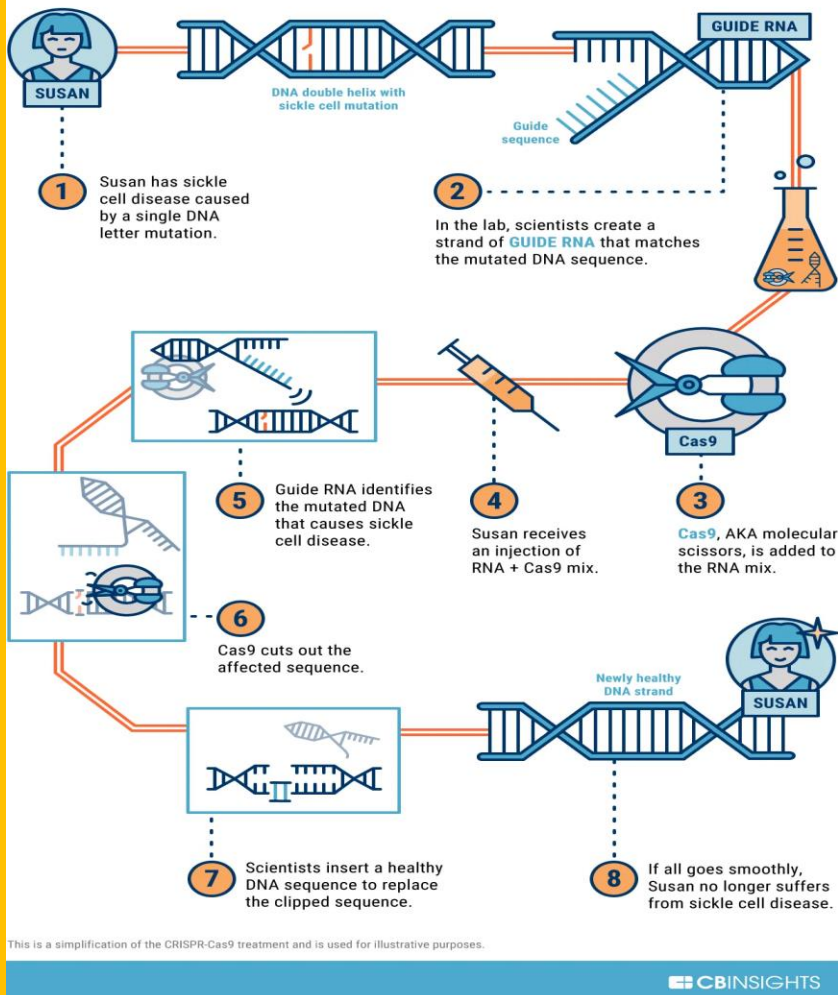 SUSAN
DNA double helix with
sickle cell mutation
GUIDE RNA
Guide
sequence
1
Susan has sickle
cell disease caused
by a single DNA
letter mutation.
2
In the lab, scientists create a
strand of GUIDE RNA that matches
the mutated DNA sequence.
Cas9
3
Cas9, AKA molecular
scissors, is added to
the RNA mix.
4
Susan receives
an injection of
RNA + Cas9 mix.
5
Guide RNA identifies
the mutated DNA
that causes sickle
cell disease.
6
Cas9 cuts out the
affected sequence.
7
Scientists insert a healthy
DNA sequence to replace
the clipped sequence.
Newly healthy
DNA strand
SUSAN
8
If all goes smoothly,
Susan no longer suffers
from sickle cell disease.
This is a simplification of the CRISPR-Cas9 treatment and is used for illustrative purposes.
CBINSIGHTS